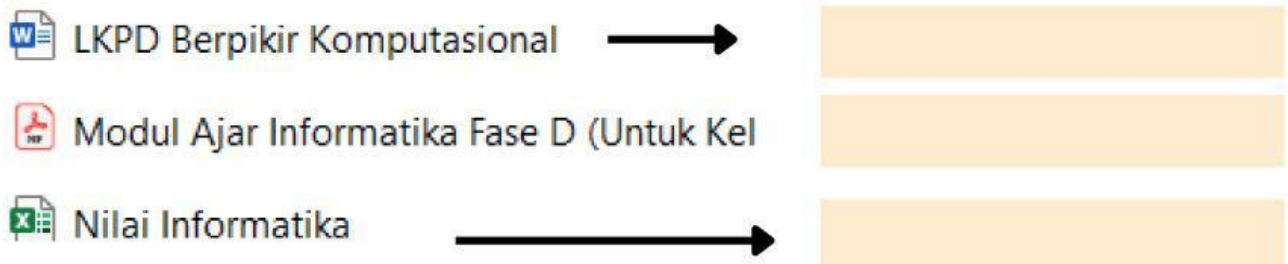 LKPD Berpikir Komputasional
Modul Ajar Informatika Fase D (Untuk Kel
Nilai Informatika